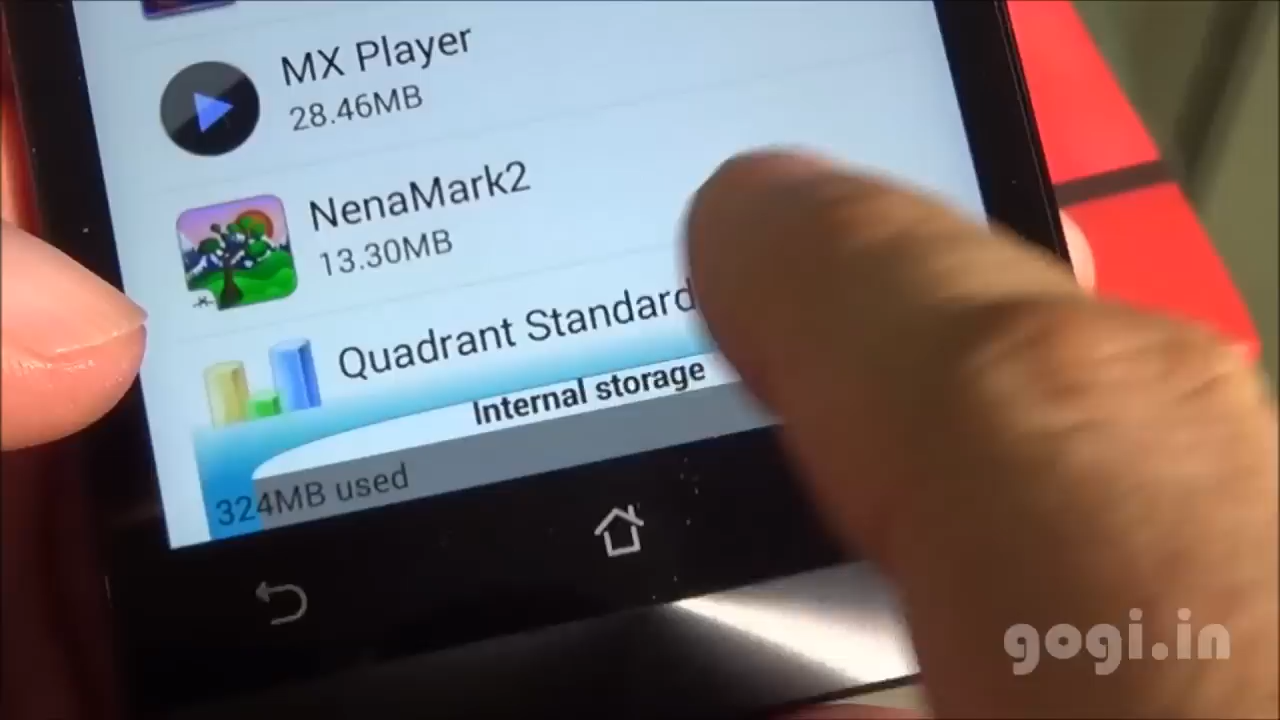 MX Player
28.46MB
NenaMark2
13.30MB
Quadrant Standard
Internal storage
324MB used
gogi.in